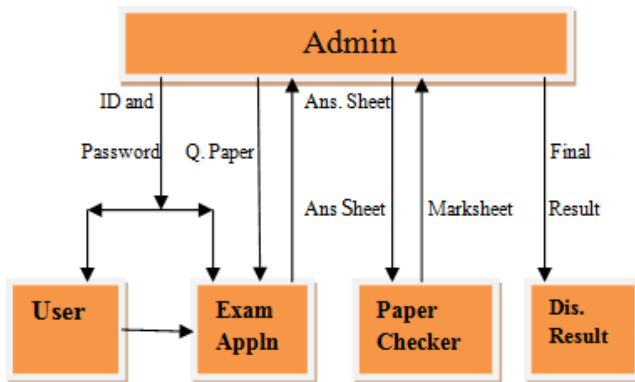 Admin
ID and
Ans. Sheet
Password
Q. Paper
Final
Ans Sheet
Marksheet
Result
User
Exam
Appln
Paper
Checker
Dis.
Result